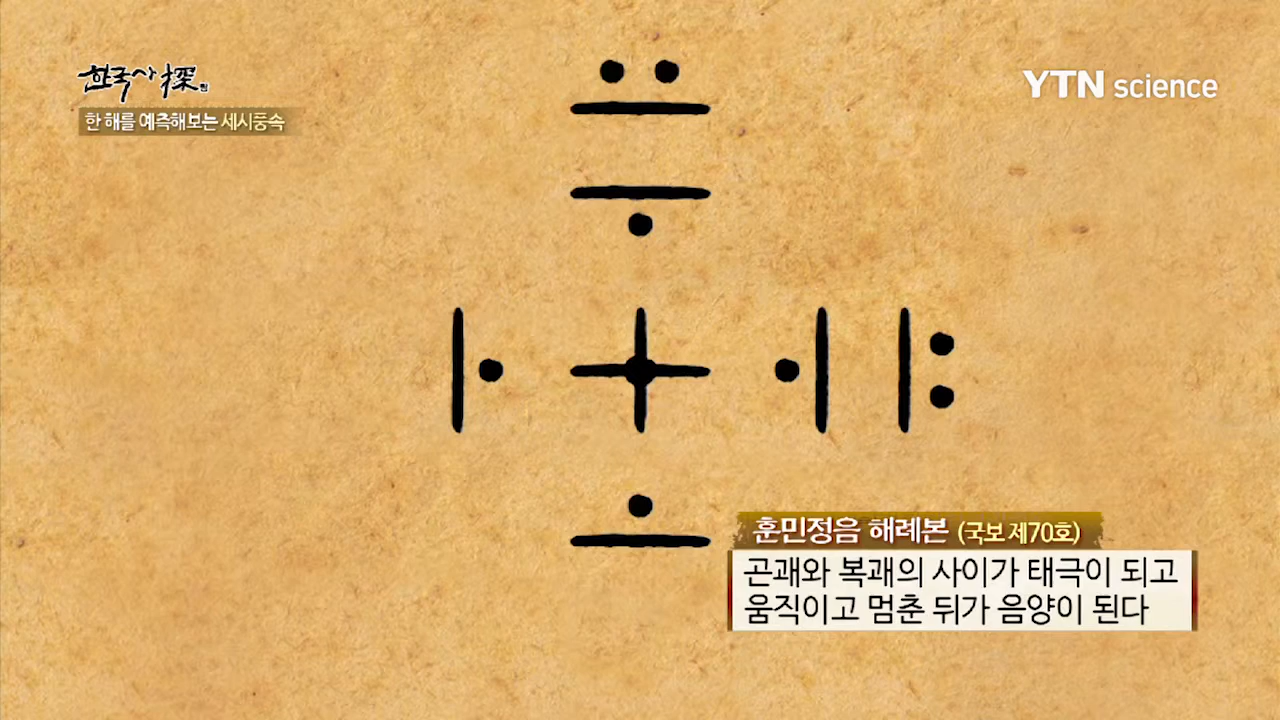 한국사 探
한 해를 예측해보는 세시풍속
YTN science
훈민정음 해례본 (국보 제70호)
곤괘와 복괘의 사이가 태극이 되고
움직이고 멈춘 뒤가 음양이 된다